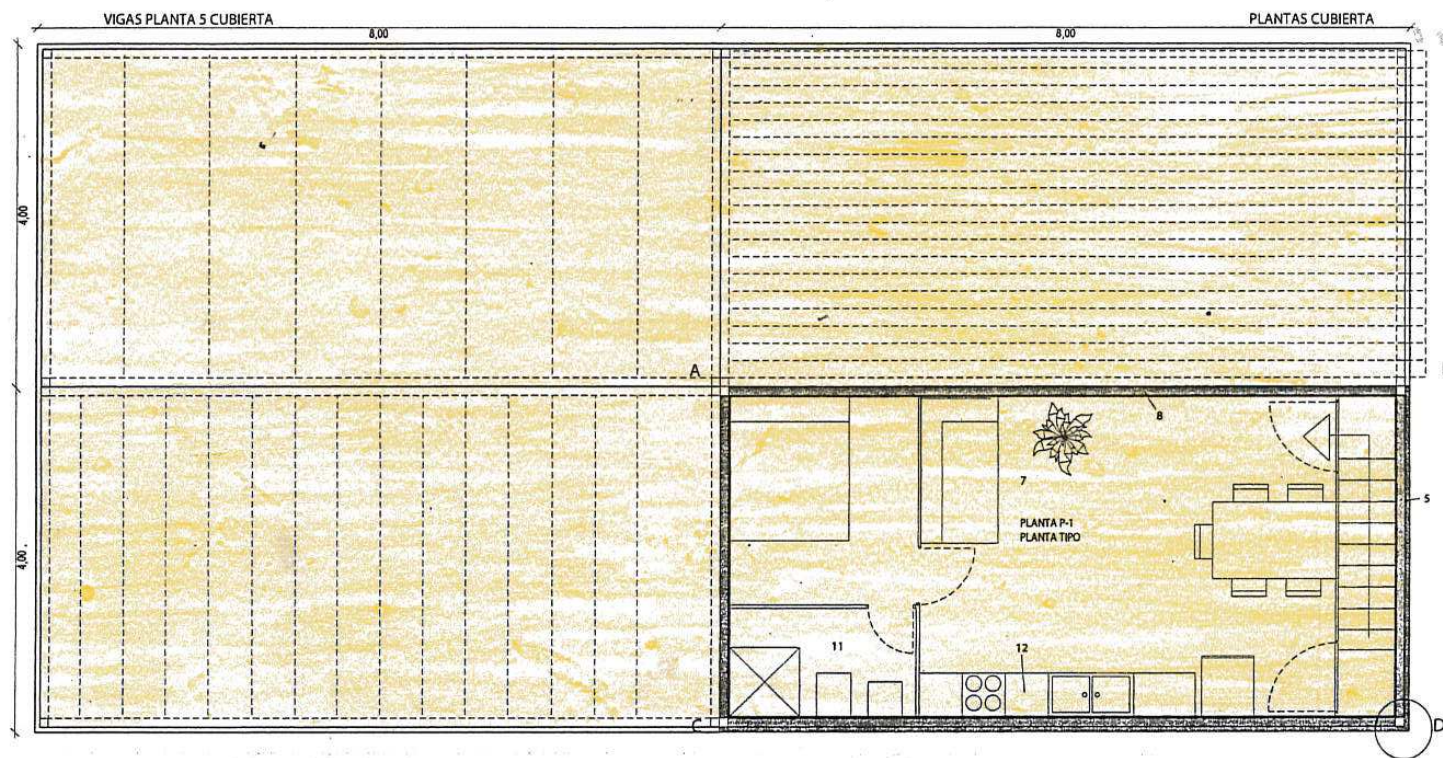 VIGAS PLANTA 5 CUBIERTA
PLANTAS CUBIERTA
8,00
8,00
4,00
A
8
7
5
PLANTA P-1
PLANTA TIPO
4,00
11
12
C
D